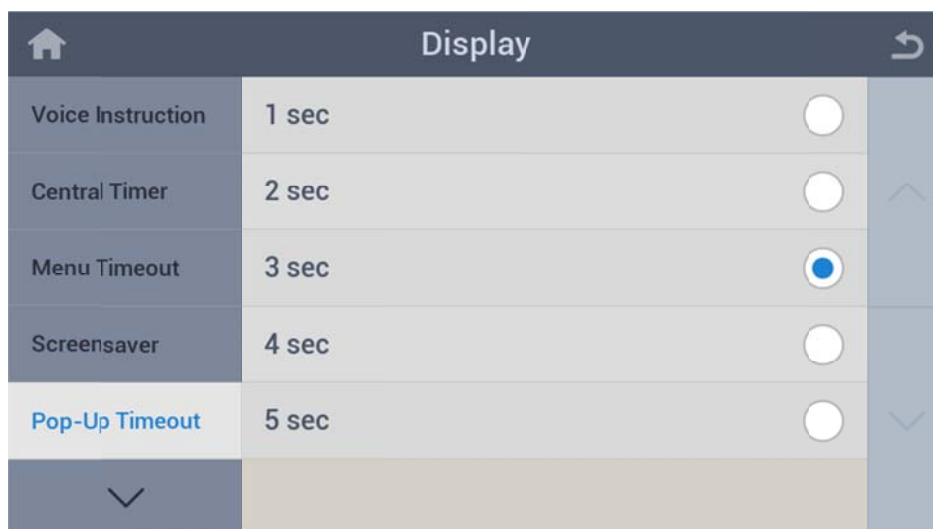 Display
Voice Instruction
1 sec
Central Timer
2 sec
Menu Timeout
3 sec
Screensaver
4 sec
Pop-Up Timeout
5 sec